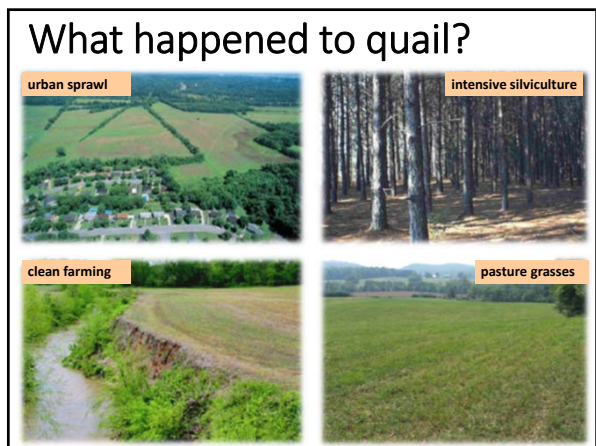 What happened to quail?
urban sprawl
intensive silviculture
clean farming
pasture grasses